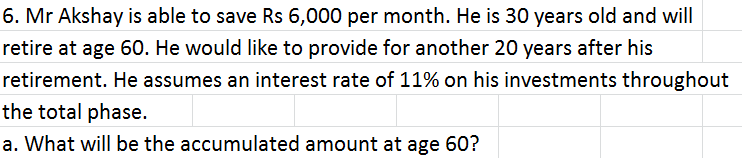 6. Mr Akshay is able to save Rs 6,000 per month. He is 30 years old and will
retire at age 60. He would like to provide for another 20 years after his
retirement. He assumes an interest rate of 11% on his investments throughout
the total phase.
a. What will be the accumulated amount at age 60?